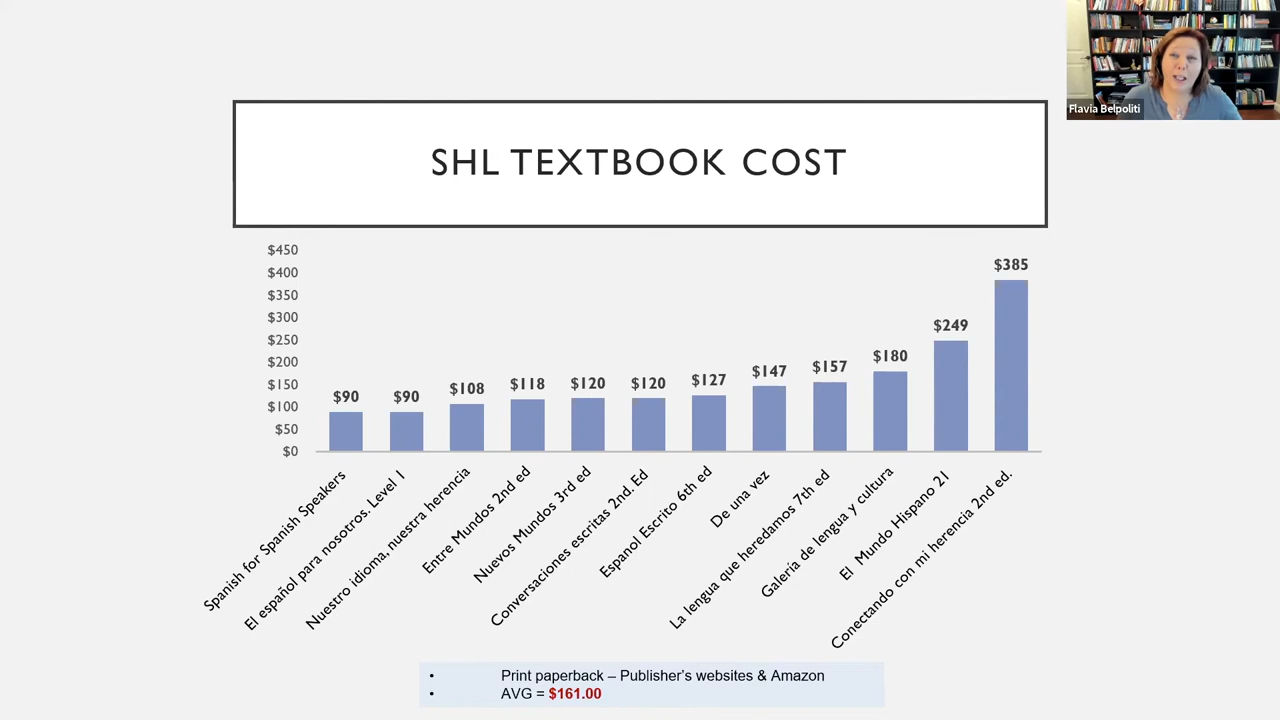 Flavia Belpoliti
SHL TEXTBOOK COST
$450
$400
$350
$300
$250
$200
$150
$100
$50
$0
$90
$90
$108
$118
$120
$120
$127
$147
$157
$180
$249
$385
Spanish for Spanish Speakers
El español para nosotros. Level 1
Nuestro idioma, nuestra herencia
Entre Mundos 2nd ed
Nuevos Mundos 3rd ed
Conversaciones escritas 2nd. Ed
Espanol Escrito 6th ed
De una vez
La lengua que heredamos 7th ed
Galería de lengua y cultura
El Mundo Hispano 21
Conectando con mi herencia 2nd ed.
• Print paperback – Publisher's websites & Amazon
• AVG = $161.00